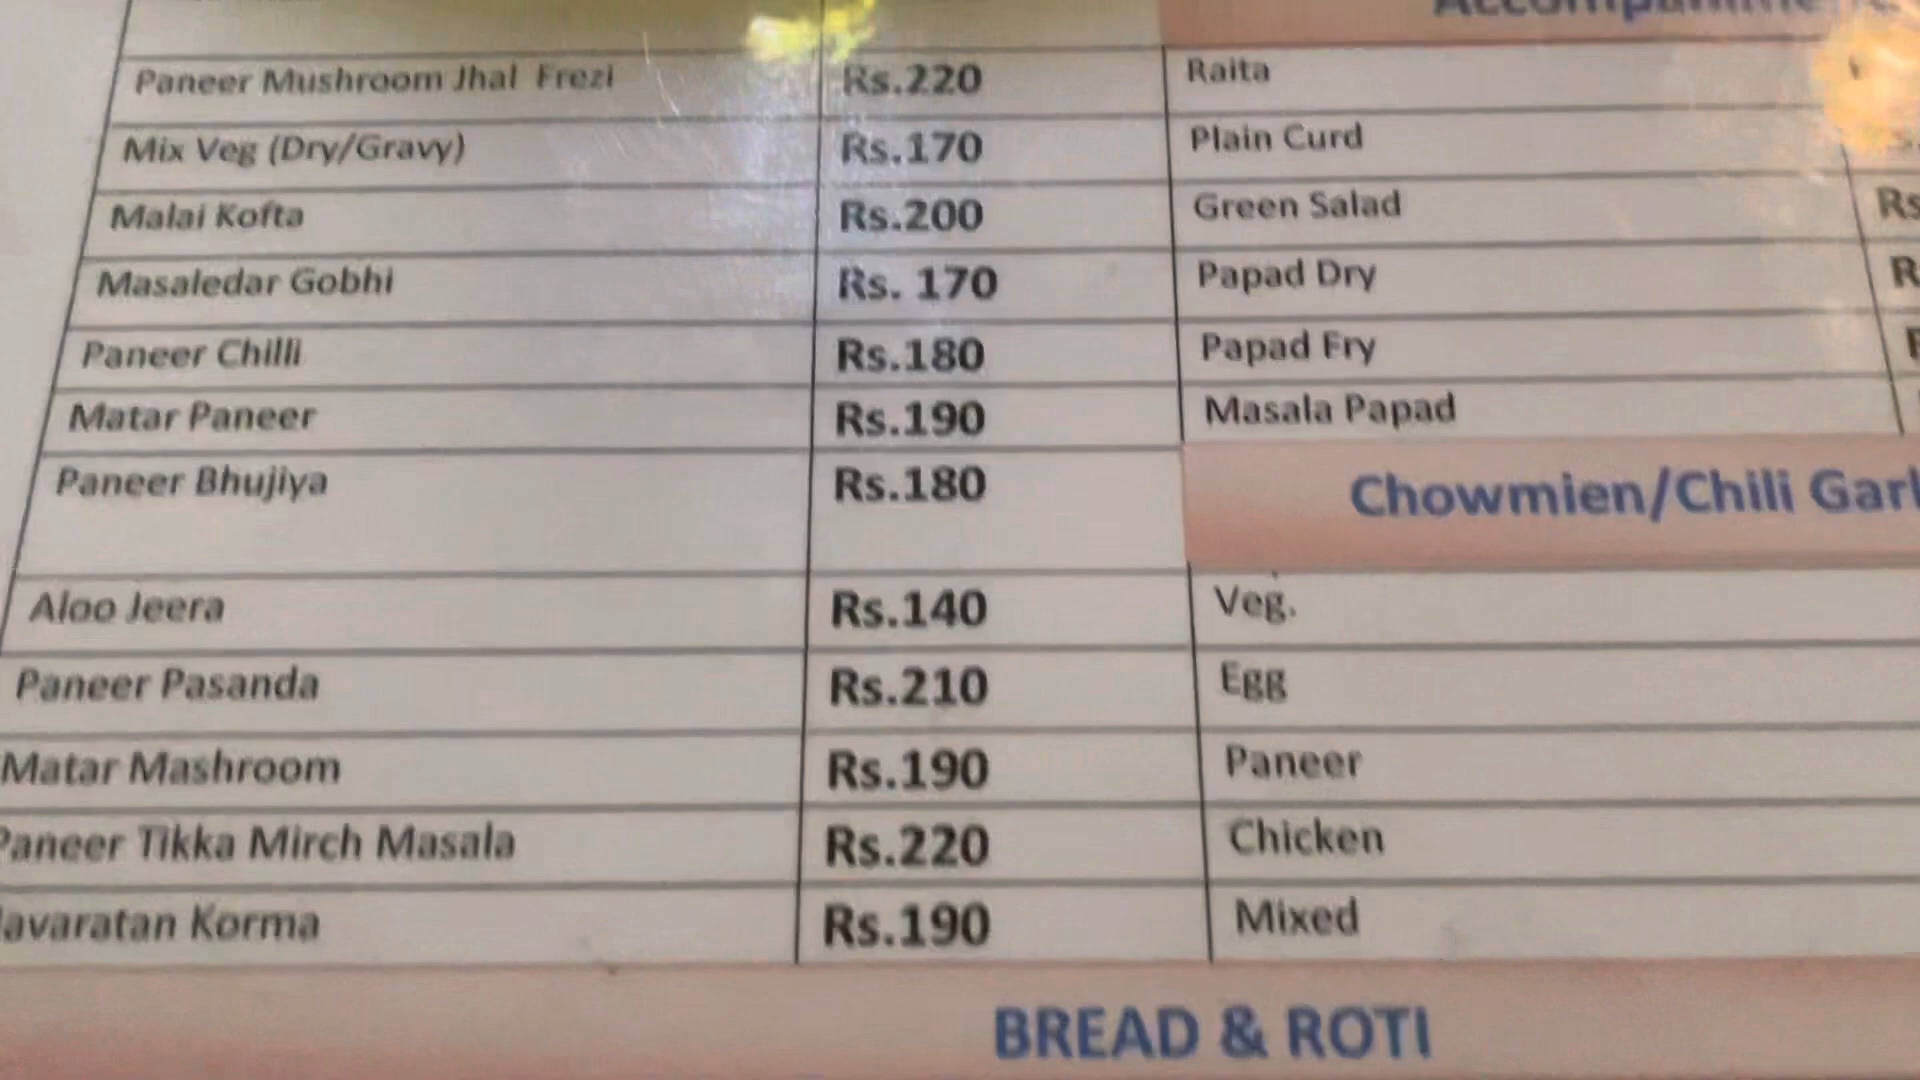 Paneer Mushroom Jhal Frezi Rs.220
Mix Veg (Dry/Gravy) Rs.170
Malai Kofta Rs.200
Masaledar Gobhi Rs. 170
Paneer Chilli Rs.180
Matar Paneer Rs.190
Paneer Bhujiya Rs.180
Aloo Jeera Rs.140
Paneer Pasanda Rs.210
Matar Mashroom Rs.190
Paneer Tikka Mirch Masala Rs.220
Korma Rs.190
Raita
Plain Curd
Green Salad Rs
Papad Dry R
Papad Fry
Masala Papad
Chowmien/Chili
Veg.
Egg
Paneer
Chicken
Mixed
BREAD & ROTI